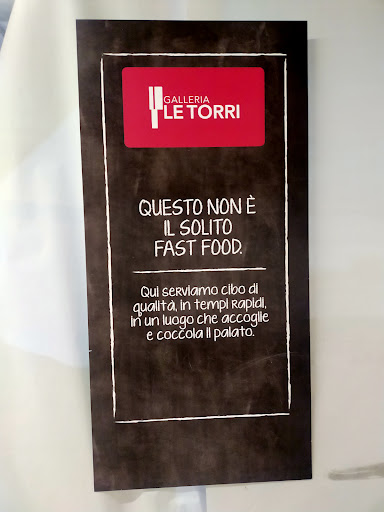 GALLERIA
LE TORRI
QUESTO NON È
IL SOLITO
FAST FOOD.
Qui serviamo cibo di
qualità, in tempi rapidi,
in un luogo che accoglie
e coccola il palato.